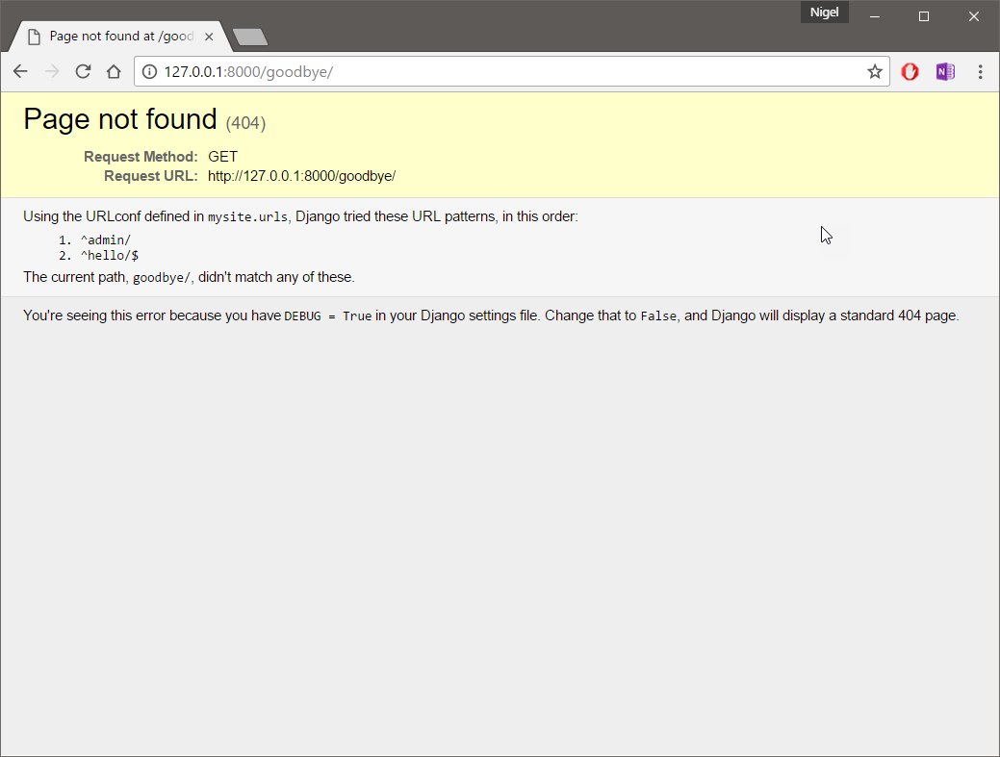 Nigel
Page not found at /good
127.0.0.1:8000/goodbye/
N
Page not found (404)
Request Method: GET
Request URL: http://127.0.0.1:8000/goodbye/
Using the URLconf defined in mysite.urls, Django tried these URL patterns, in this order:
1. ^admin/
2. ^hello/$
The current path, goodbye/, didn't match any of these.
You're seeing this error because you have DEBUG = True in your Django settings file. Change that to False, and Django will display a standard 404 page.